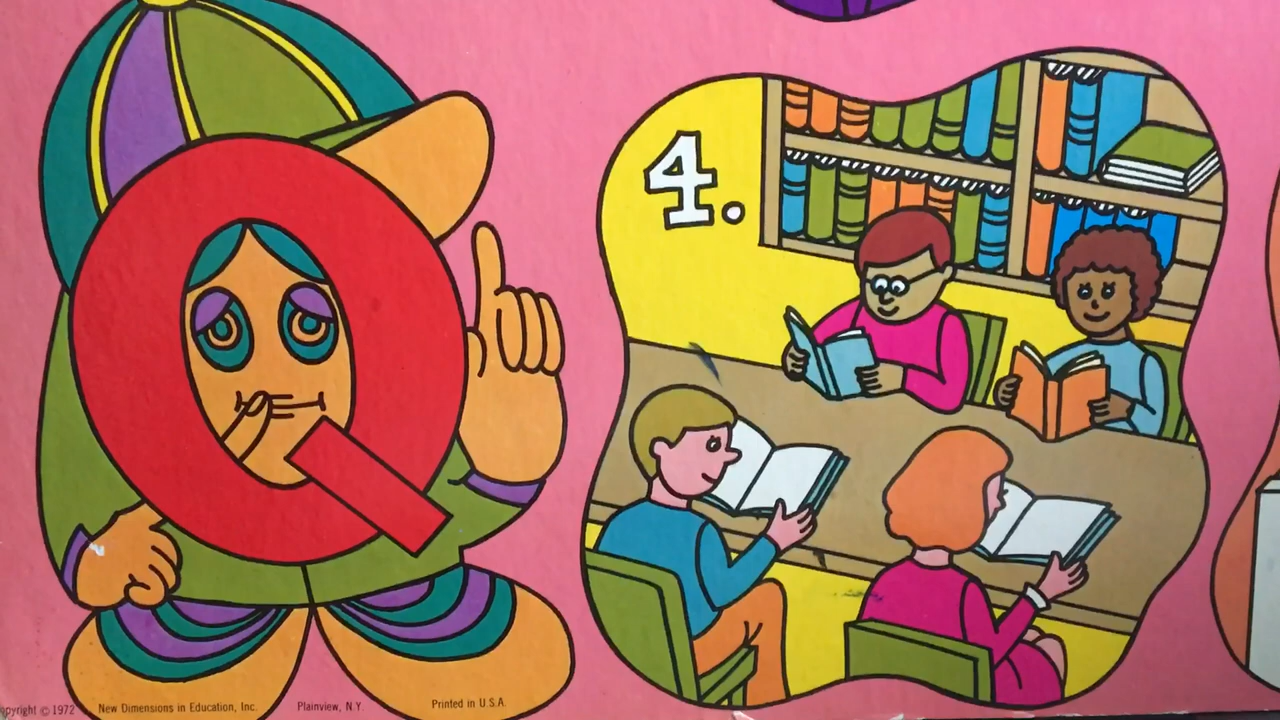 Q
4.
opyright © 1972 New Dimensions in Education, Inc. Plainview, N.Y. Printed in U.S.A.